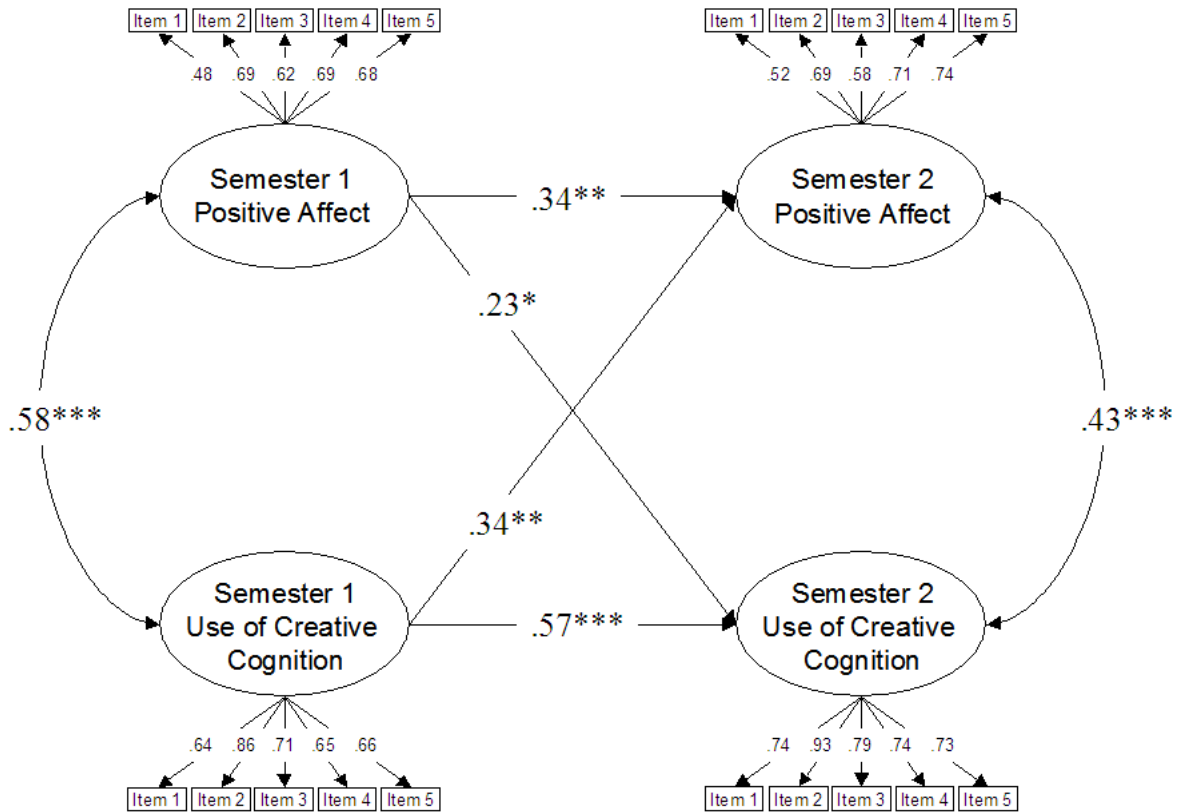 Item 1 Item 2 Item 3 Item 4 Item 5
Item 1 Item 2 Item 3 Item 4 Item 5
.48 .69 .62 .69 .68
.52 .69 .58 .71 .74
Semester 1
Positive Affect
.34**
Semester 2
Positive Affect
.23*
.58***
.43***
.34**
Semester 1
Use of Creative
Cognition
.57***
Semester 2
Use of Creative
Cognition
.64 .86 .71 .65 .66
.74 .93 .79 .74 .73
Item 1 Item 2 Item 3 Item 4 Item 5
Item 1 Item 2 Item 3 Item 4 Item 5